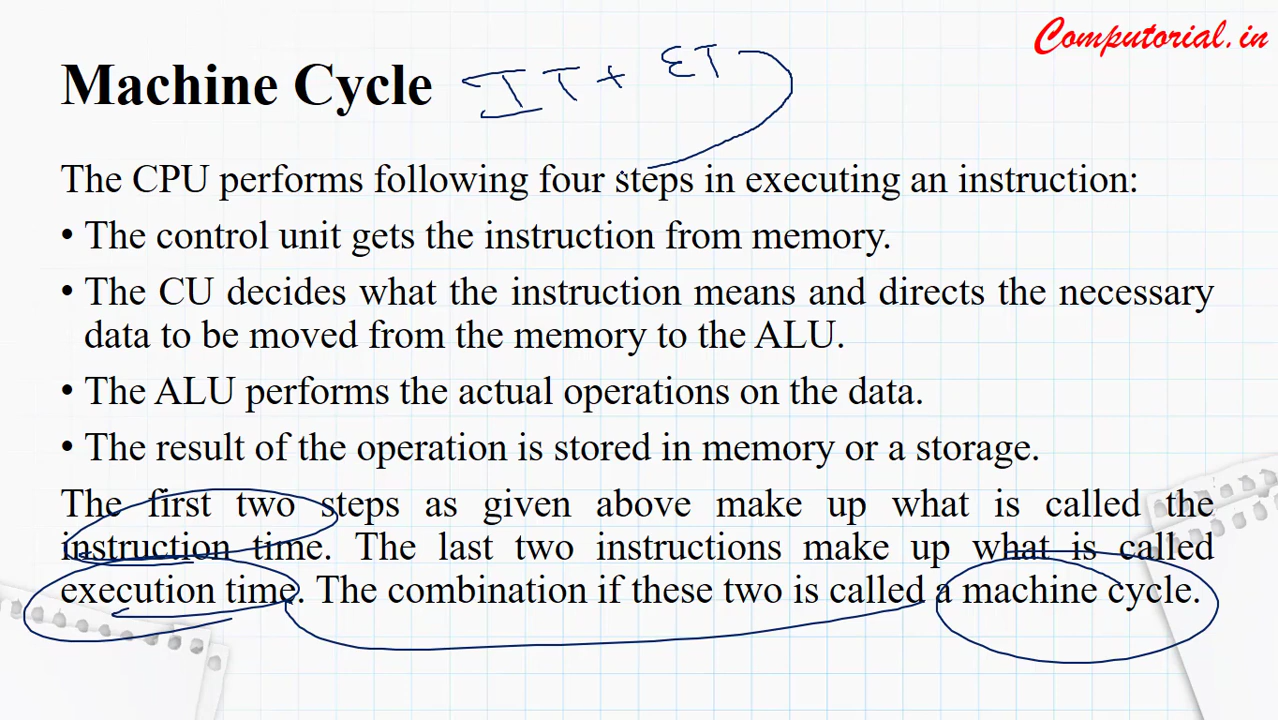 Computorial.in
Machine Cycle IT + ET
The CPU performs following four steps in executing an instruction:
• The control unit gets the instruction from memory.
• The CU decides what the instruction means and directs the necessary
data to be moved from the memory to the ALU.
• The ALU performs the actual operations on the data.
• The result of the operation is stored in memory or a storage.
The first two steps as given above make up what is called the
instruction time. The last two instructions make up what is called
execution time. The combination if these two is called a machine cycle.